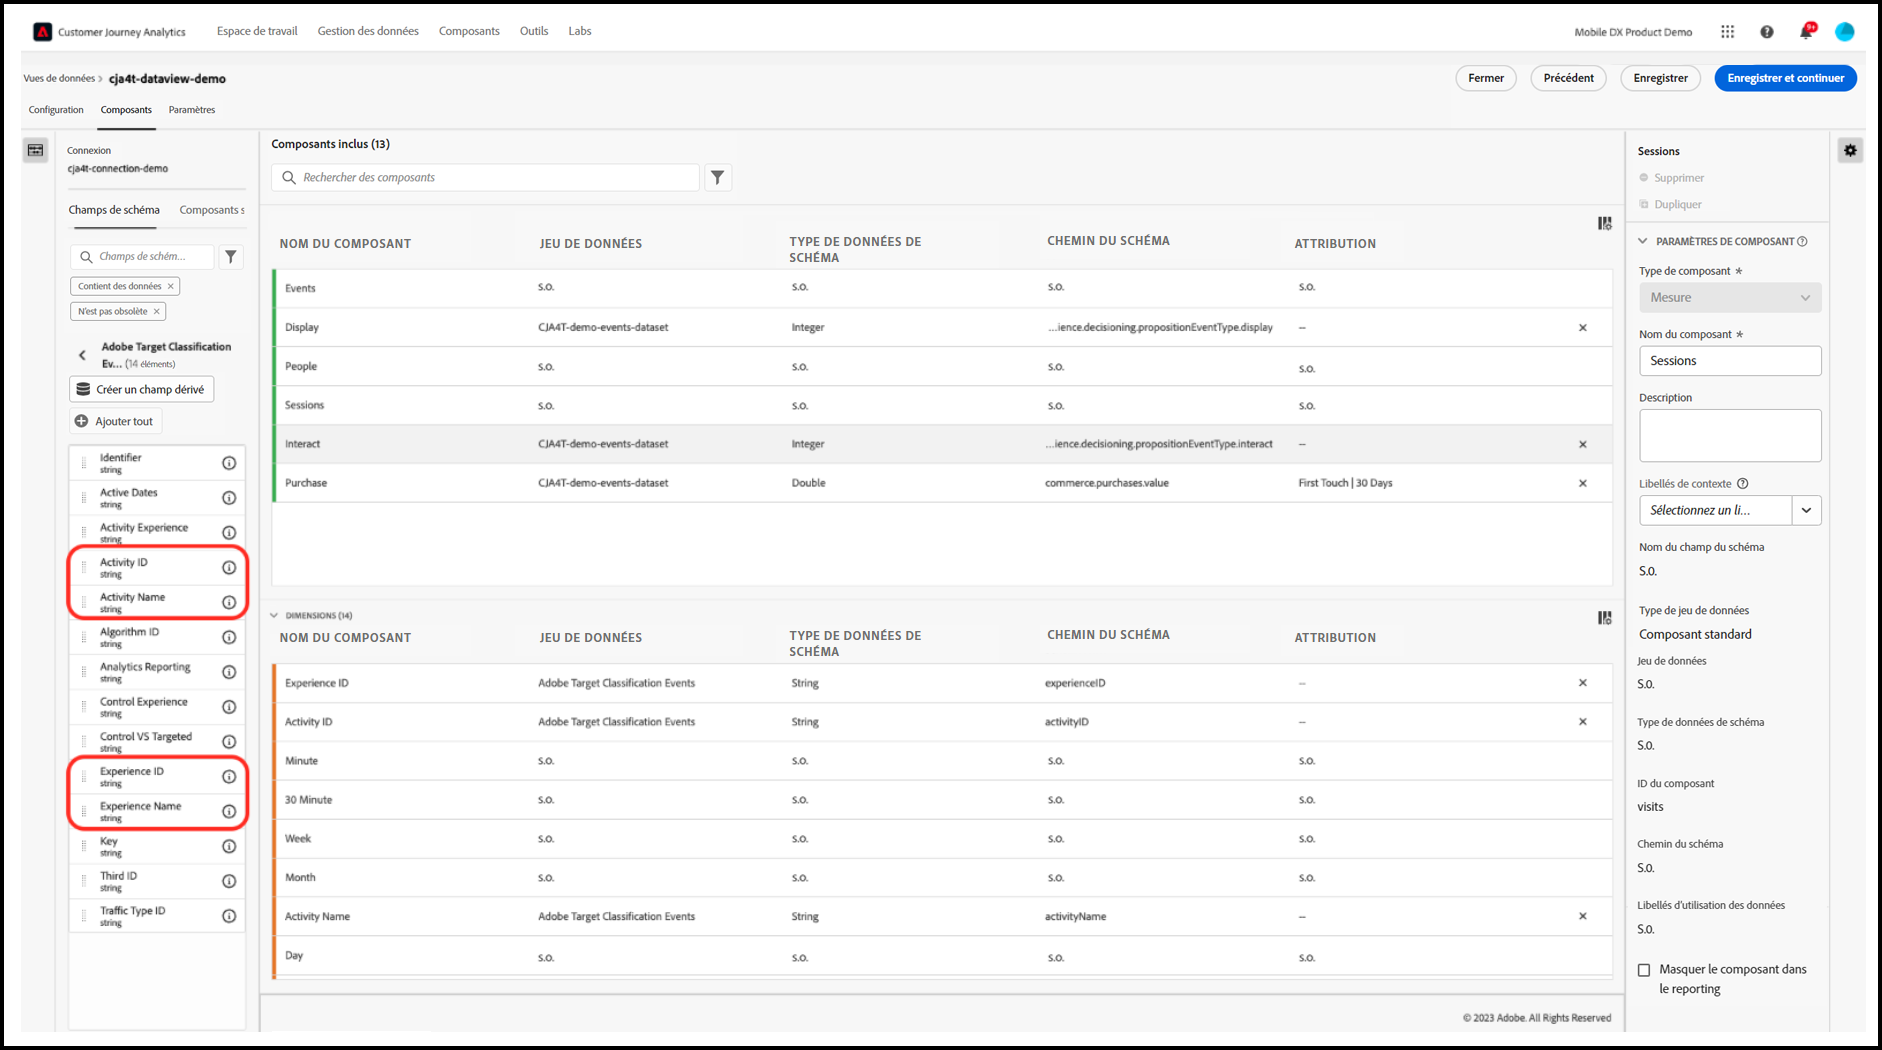 Customer Journey Analytics
Espace de travail
Gestion des données
Composants
Outils
Labs
Mobile DX Product Demo
9+
Vues de données
cja4t-dataview-demo
Fermer
Précédent
Enregistrer
Enregistrer et continuer
Configuration
Composants
Paramètres
Connexion
cja4t-connection-demo
Champs de schéma
Composants s
Champs de schém...
Contient des données ×
N'est pas obsolète ×
Adobe Target Classification
Ev... (14 éléments)
Créer un champ dérivé
Ajouter tout
Identifier
string
Active Dates
string
Activity Experience
string
Activity ID
string
Activity Name
string
Algorithm ID
string
Analytics Reporting
string
Control Experience
string
Control VS Targeted
string
Experience ID
string
Experience Name
string
Key
string
Third ID
string
Traffic Type ID
string
Composants inclus (13)
Rechercher des composants
NOM DU COMPOSANT
JEU DE DONNÉES
TYPE DE DONNÉES DE
SCHÉMA
CHEMIN DU SCHÉMA
ATTRIBUTION
Events S.O. S.O. S.O. S.O.
Display CJA4T-demo-events-dataset Integer ...ience.decisioning.propositionEventType.display –
People S.O. S.O. S.O. S.O.
Sessions S.O. S.O. S.O. S.O.
Interact CJA4T-demo-events-dataset Integer ...ience.decisioning.propositionEventType.interact –
Purchase CJA4T-demo-events-dataset Double commerce.purchases.value First Touch | 30 Days
DIMENSIONS (14)
NOM DU COMPOSANT
JEU DE DONNÉES
TYPE DE DONNÉES DE
SCHÉMA
CHEMIN DU SCHÉMA
ATTRIBUTION
Experience ID Adobe Target Classification Events String experienceID –
Activity ID Adobe Target Classification Events String activityID –
Minute S.O. S.O. S.O. S.O.
30 Minute S.O. S.O. S.O. S.O.
Week S.O. S.O. S.O. S.O.
Month S.O. S.O. S.O. S.O.
Activity Name Adobe Target Classification Events String activityName –
Day S.O. S.O. S.O. S.O.
© 2023 Adobe. All Rights Reserved
Sessions
Supprimer
Dupliquer
PARAMÈTRES DE COMPOSANT
Type de composant *
Mesure
Nom du composant *
Sessions
Description
Libellés de contexte
Sélectionnez un li...
Nom du champ du schéma
S.O.
Type de jeu de données
Composant standard
Jeu de données
S.O.
Type de données de schéma
S.O.
ID du composant
visits
Chemin du schéma
S.O.
Libellés d'utilisation des données
S.O.
Masquer le composant dans
le reporting